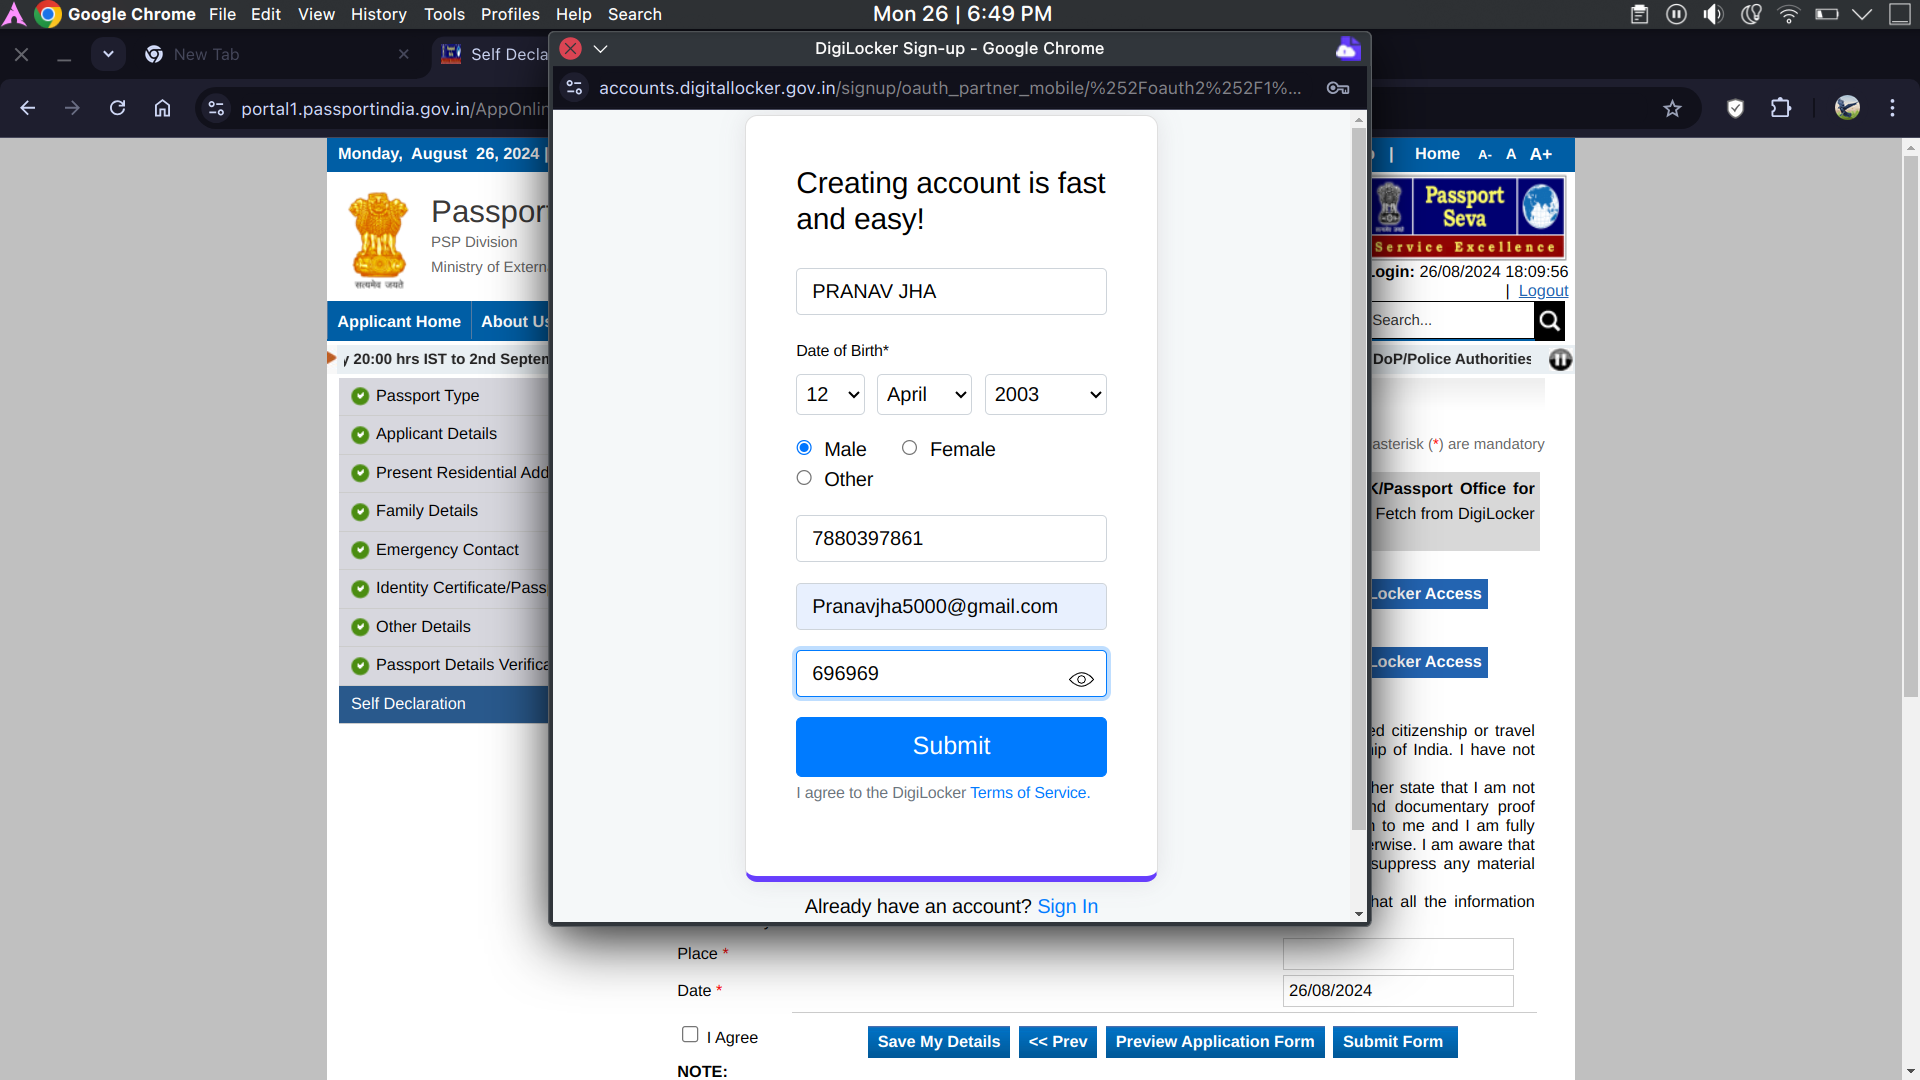 Google Chrome File Edit View History Tools Profiles Help Search
Mon 26 | 6:49 PM
New Tab
Self Decla
portal1.passportindia.gov.in/AppOnlin
DigiLocker Sign-up - Google Chrome
accounts.digitallocker.gov.in/signup/oauth_partner_mobile/%252Foauth2%252F1%...
Monday, August 26, 2024 |
| Home A- A A+
सत्यमेव जयते
Passport
PSP Division
Ministry of Extern
Passport
Seva
Service Excellence
Login: 26/08/2024 18:09:56
| Logout
Applicant Home
About Us
Search...
y 20:00 hrs IST to 2nd Septem
DoP/Police Authorities
Passport Type
Applicant Details
Present Residential Add
Family Details
Emergency Contact
Identity Certificate/Pass
Other Details
Passport Details Verifica
Self Declaration
Creating account is fast
and easy!
PRANAV JHA
Date of Birth*
12 April 2003
Male Female
Other
7880397861
Pranavjha5000@gmail.com
696969
Submit
I agree to the DigiLocker Terms of Service.
Already have an account? Sign In
asterisk (*) are mandatory
K/Passport Office for
Fetch from DigiLocker
Locker Access
Locker Access
ed citizenship or travel
ip of India. I have not
her state that I am not
nd documentary proof
to me and I am fully
erwise. I am aware that
suppress any material
hat all the information
Place *
Date *
26/08/2024
I Agree
Save My Details
<< Prev
Preview Application Form
Submit Form
NOTE: